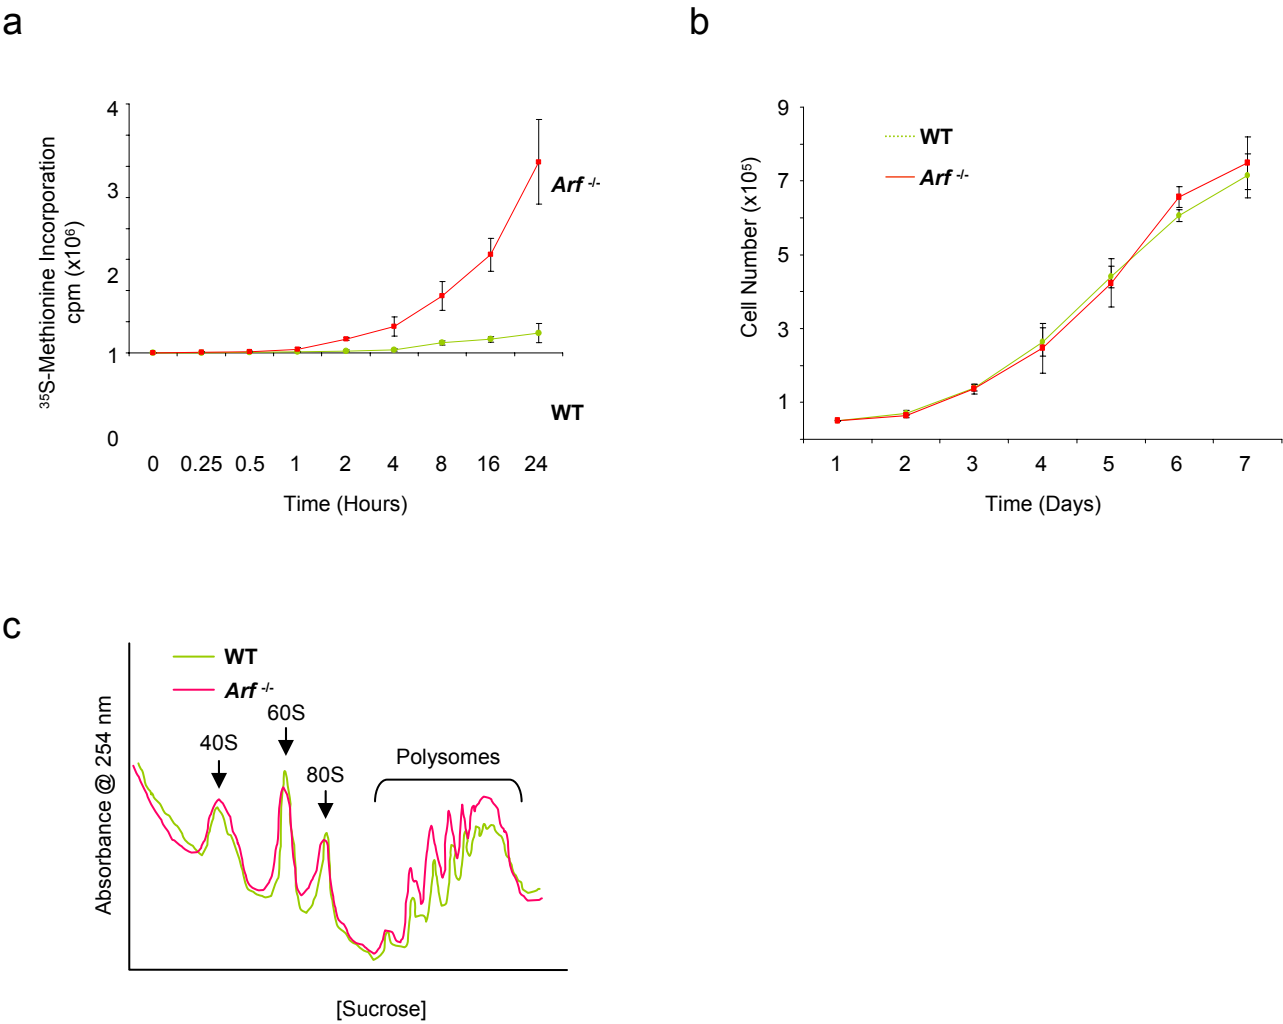 a
4
3
2
1
0
³⁵S-Methionine Incorporation
cpm (x10⁶)
Arf -/-
WT
0 0.25 0.5 1 2 4 8 16 24
Time (Hours)
b
9
7
5
3
1
Cell Number (x10⁵)
WT
Arf -/-
1 2 3 4 5 6 7
Time (Days)
c
WT
Arf -/-
40S
60S
80S
Polysomes
Absorbance @ 254 nm
[Sucrose]